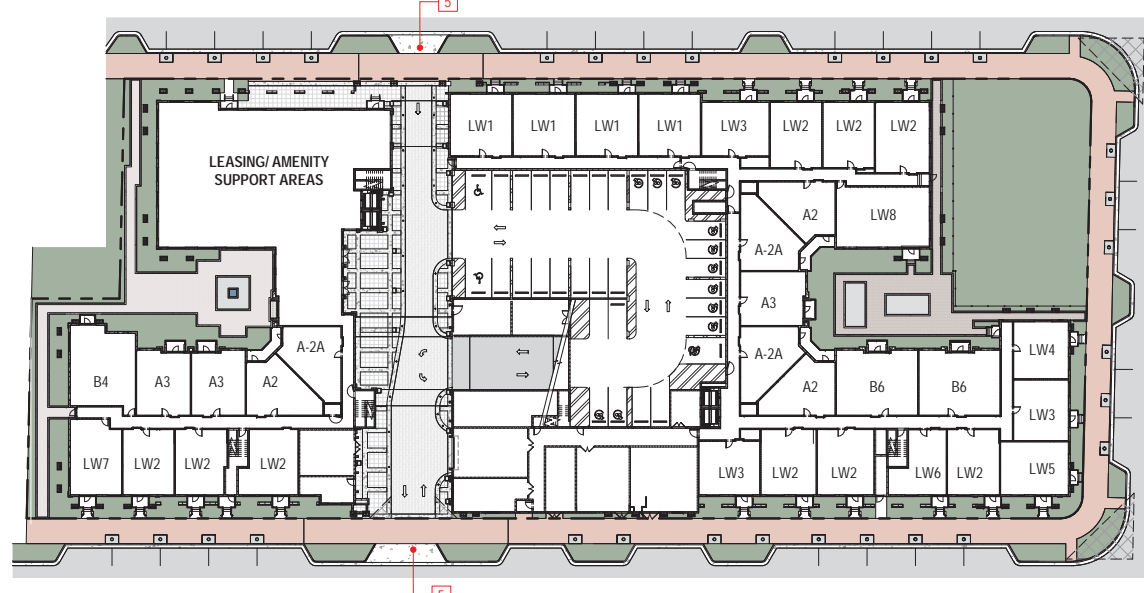 5
LW1 LW1 LW1 LW1 LW3 LW2 LW2 LW2
LEASING/ AMENITY
SUPPORT AREAS
A2 LW8
A-2A
A3
A-2A A-2A LW4
B4 A3 A3 A2 A2 B6 B6
LW3
LW7 LW2 LW2 LW2 LW3 LW2 LW2 LW6 LW2 LW5
5